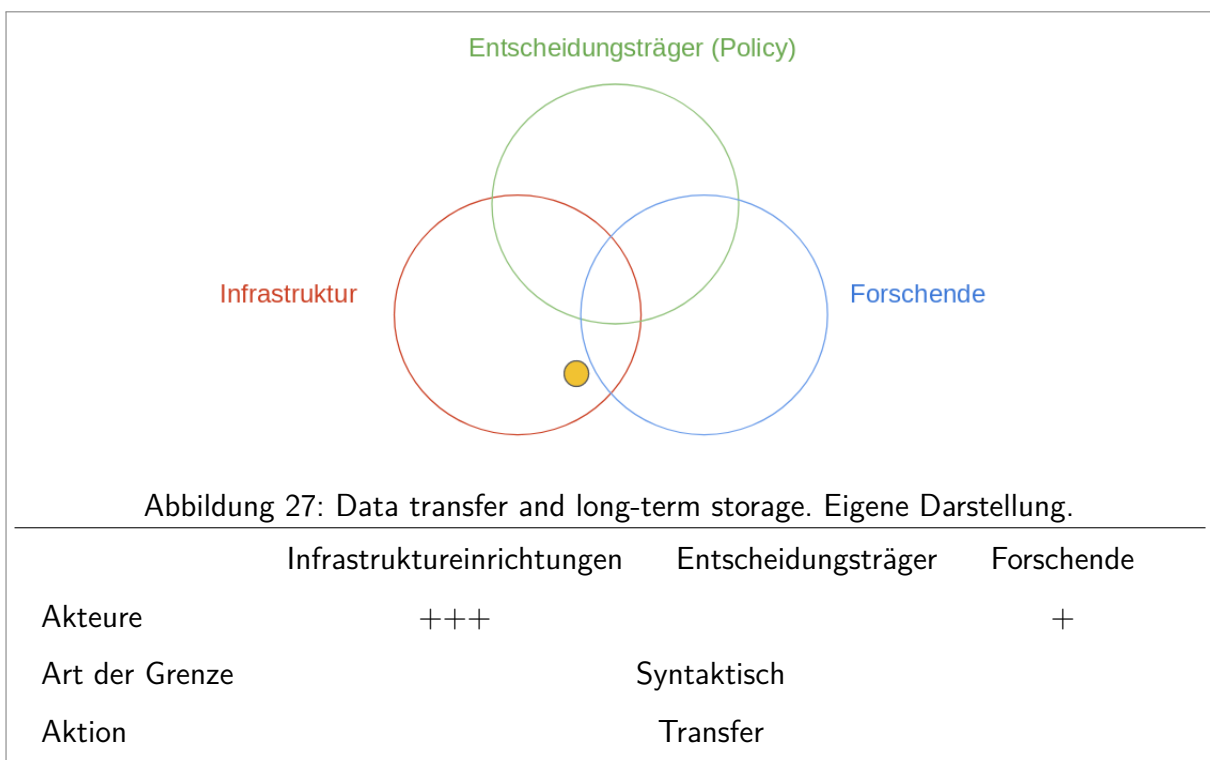 Entscheidungsträger (Policy)
Infrastruktur
Forschende
Abbildung 27: Data transfer and long-term storage. Eigene Darstellung.
Infrastruktureinrichtungen Entscheidungsträger Forschende
Akteure +++ +
Art der Grenze Syntaktisch
Aktion Transfer